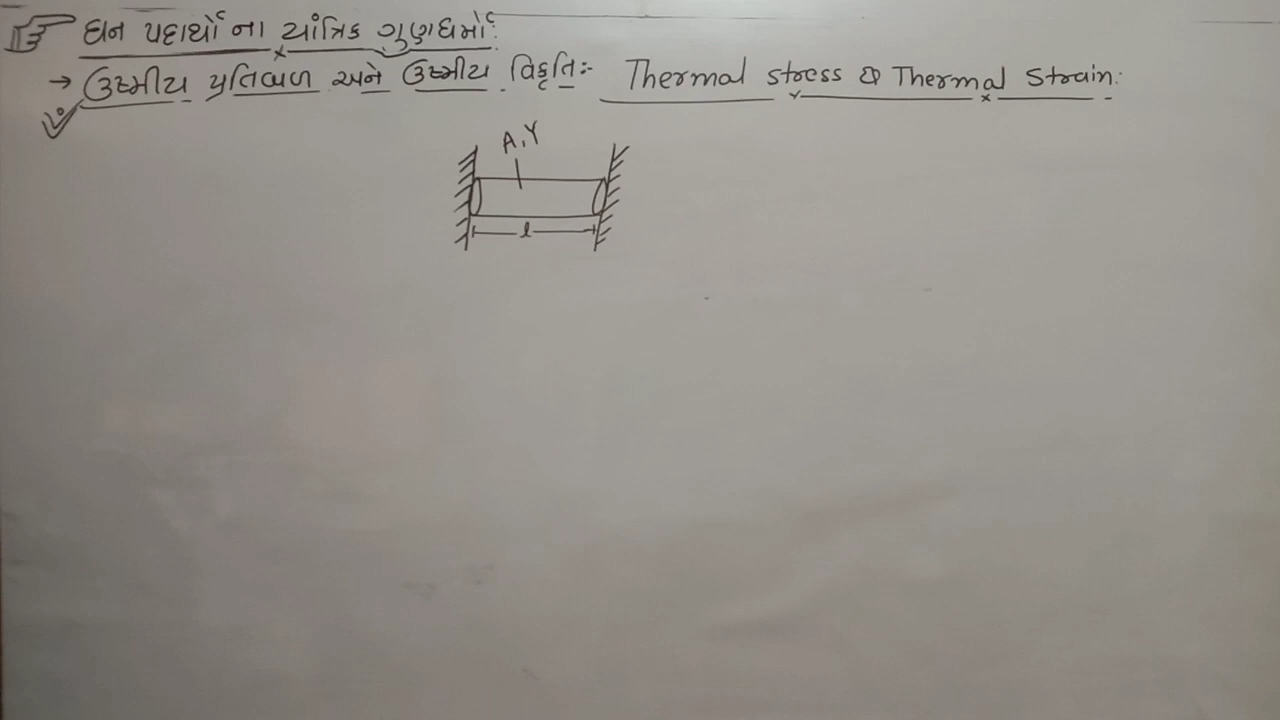 ઘન પદાર્થોના યાંત્રિક ગુણધર્મો:
→ ઉષ્મીય પ્રતિબળ અને ઉષ્મીય વિકૃતિ:- Thermal stress & Thermal Strain:
A, Y
l